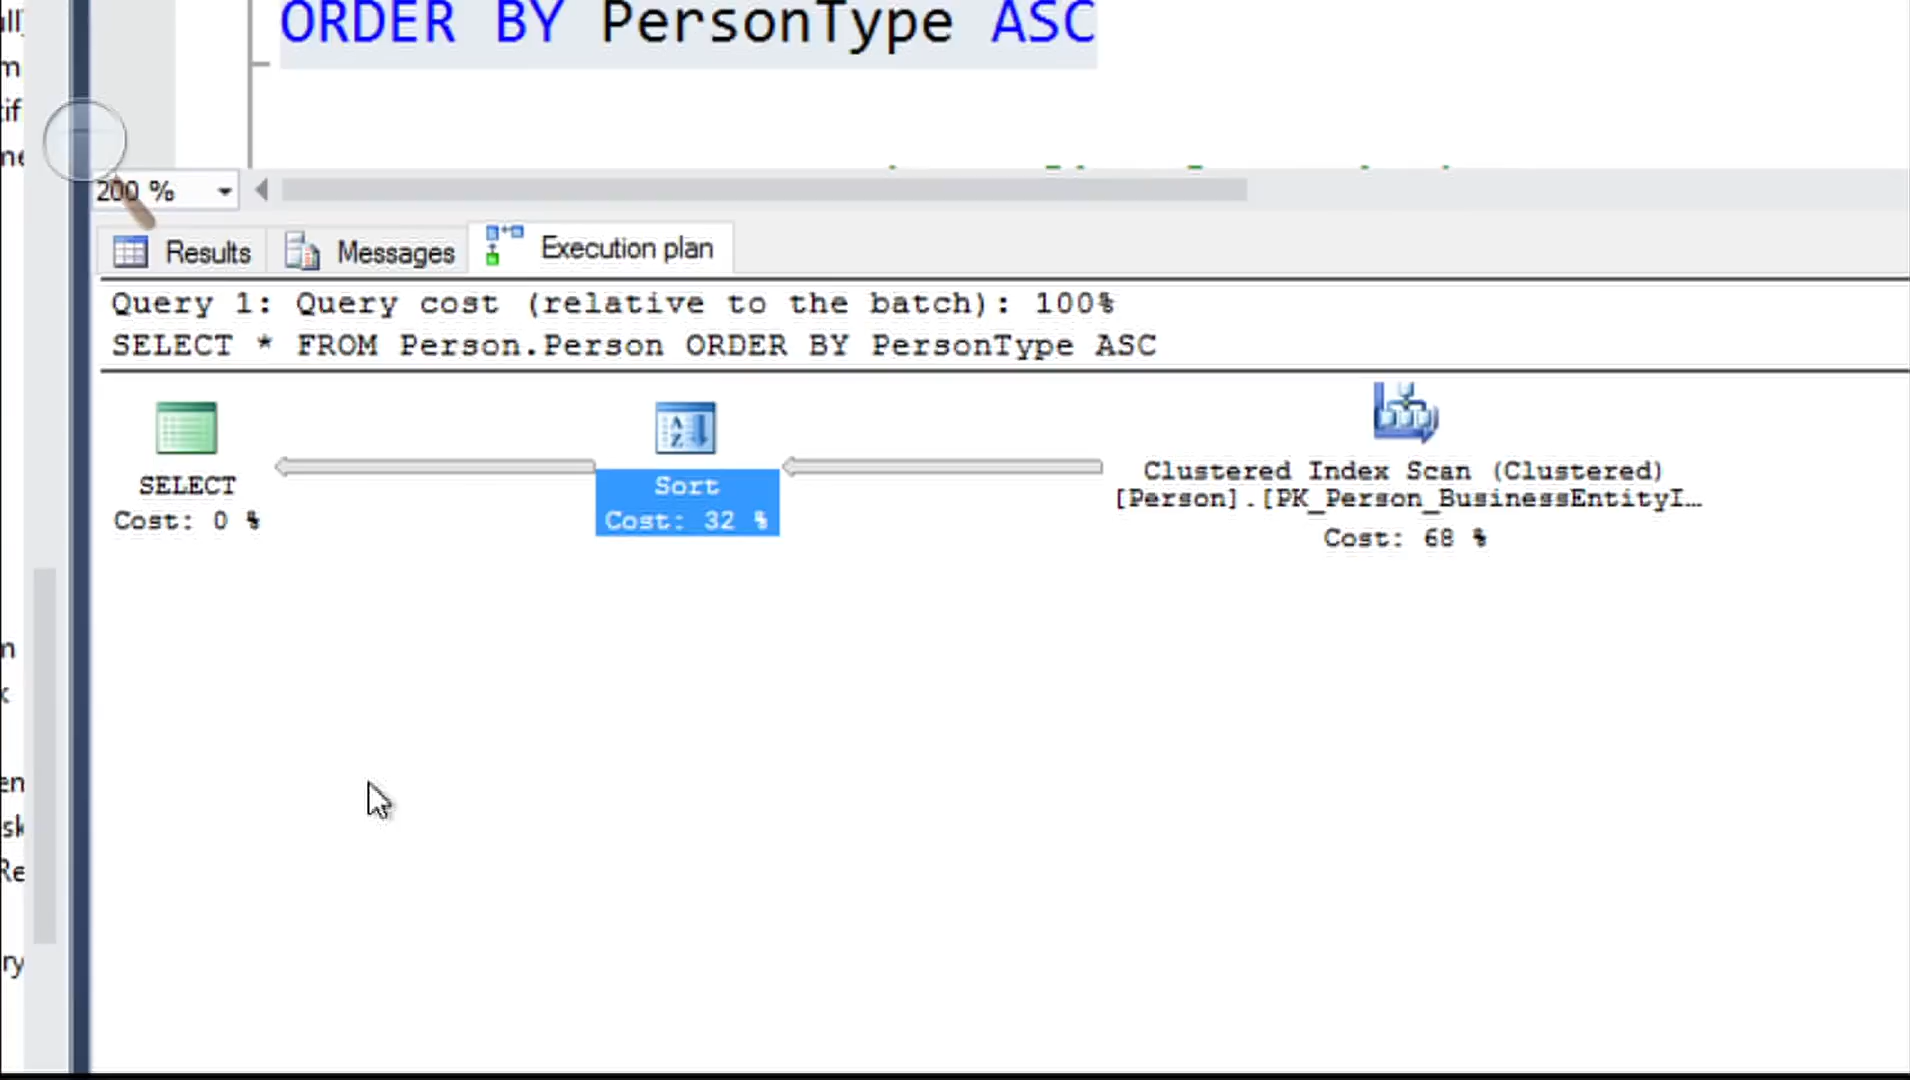 ORDER BY PersonType ASC
200 %
Results
Messages
Execution plan
Query 1: Query cost (relative to the batch): 100%
SELECT * FROM Person.Person ORDER BY PersonType ASC
SELECT
Cost: 0 %
Sort
Cost: 32 %
Clustered Index Scan (Clustered)
[Person].[PK_Person_BusinessEntityI…
Cost: 68 %